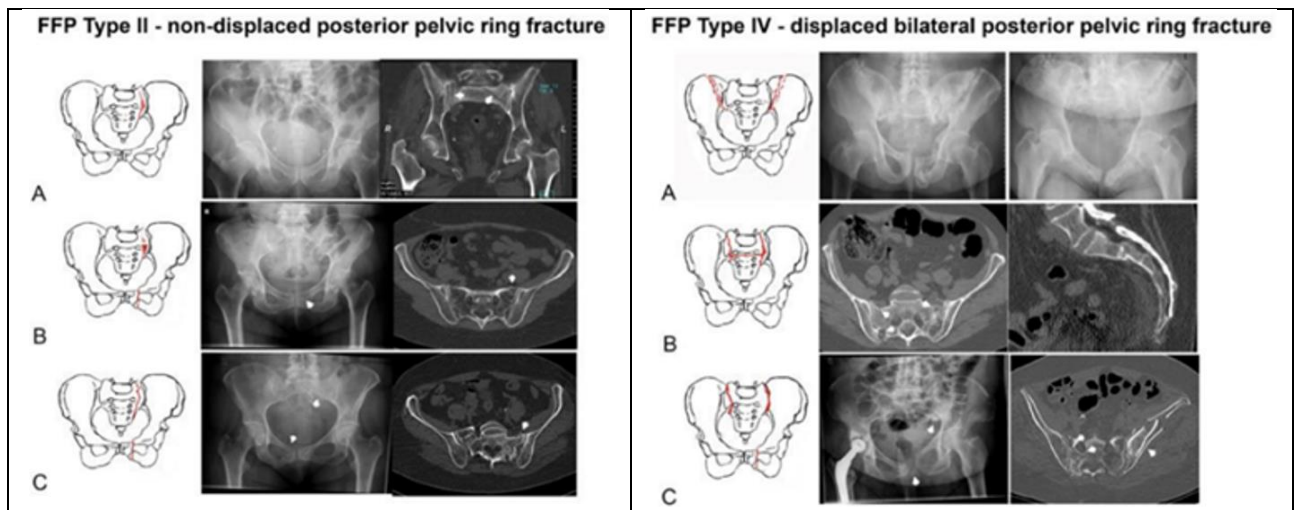 FFP Type II - non-displaced posterior pelvic ring fracture
A
B
C
FFP Type IV - displaced bilateral posterior pelvic ring fracture
A
B
C